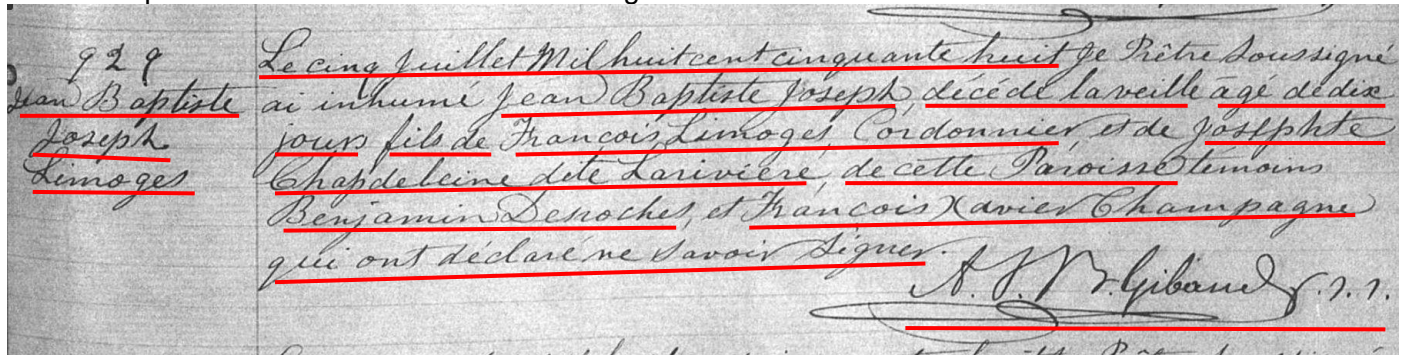 929
Jean Baptiste
Joseph
Limoges
Le cinq Juillet Mil huit cent cinquante huit Je Prêtre Soussigné
ai inhumé Jean Baptiste Joseph, décédé la veille âgé de dix
jours fils de François Limoges, Cordonnier et de Josephte
Chapdeleine dite Larivière, de cette Paroisse témoins
Benjamin Desroches, et François Xavier Champagne
qui ont déclaré ne savoir signer.